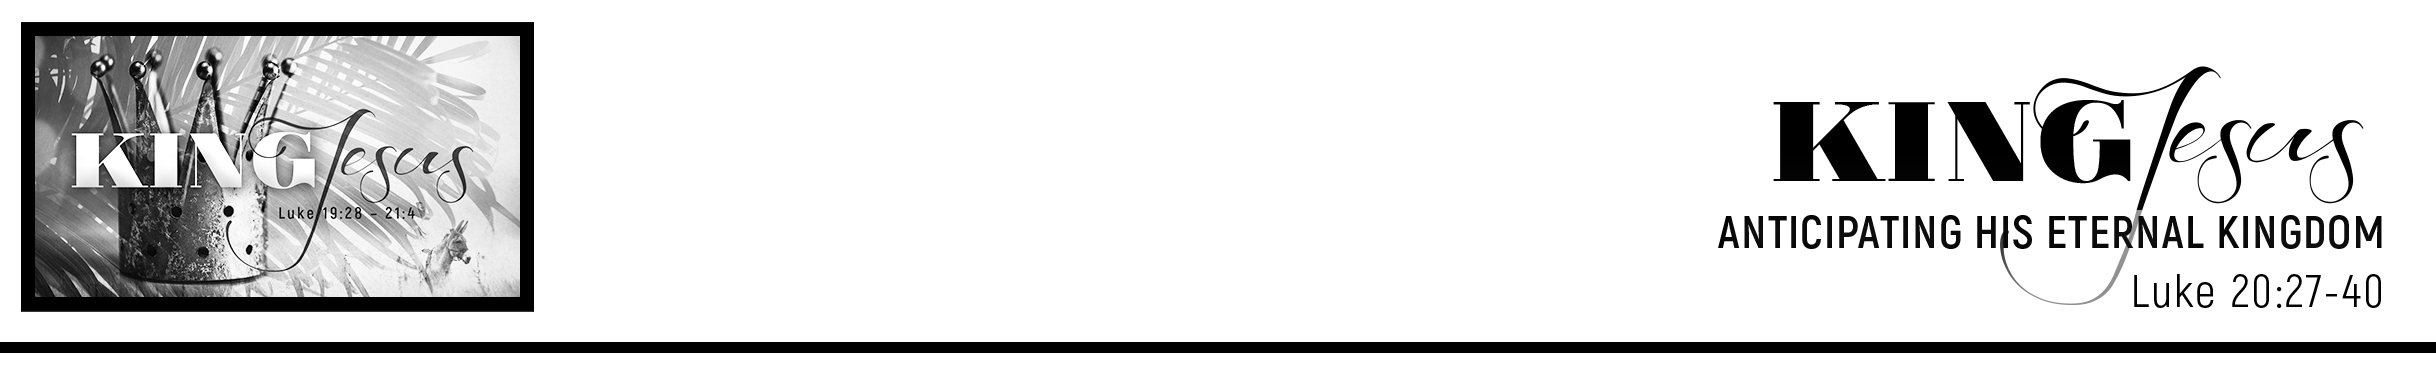 KING Jesus
Luke 19:28 - 21:4
KING Jesus
ANTICIPATING HIS ETERNAL KINGDOM
Luke 20:27-40